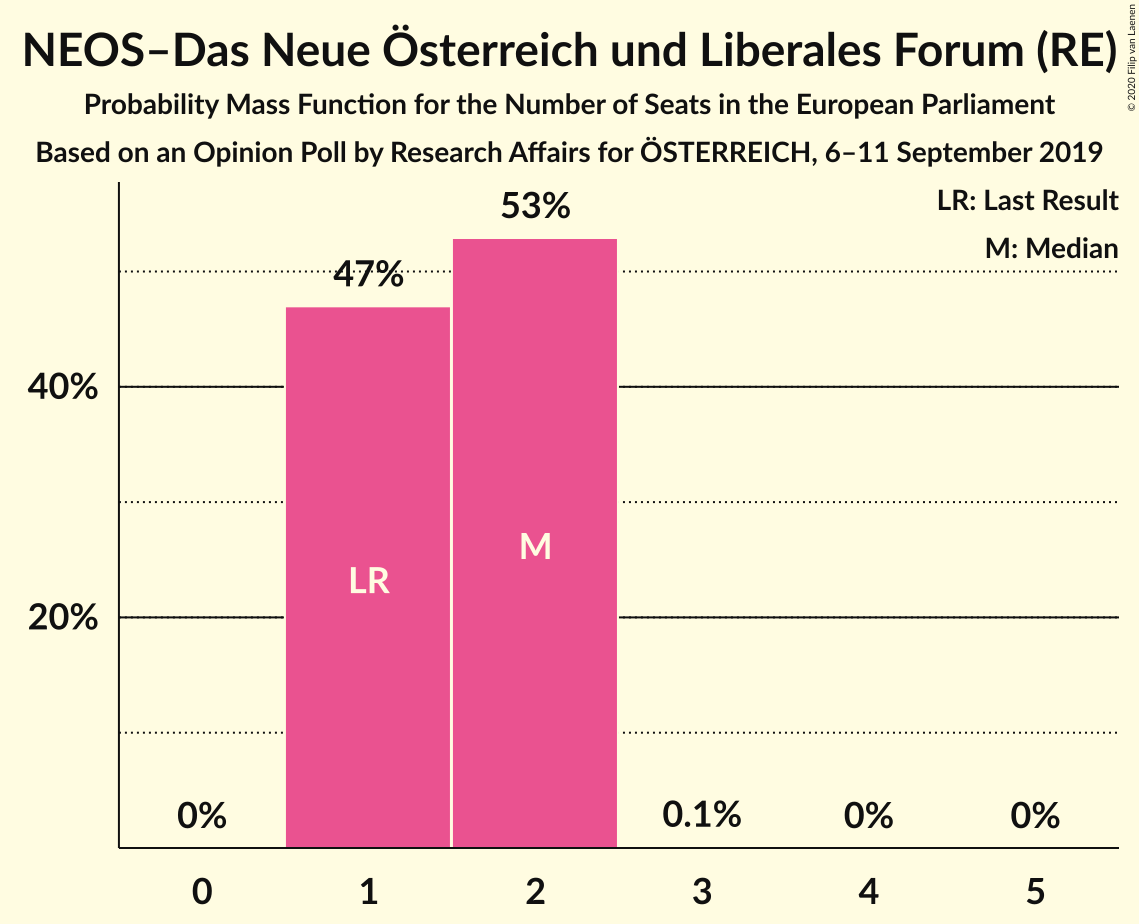 NEOS–Das Neue Österreich und Liberales Forum (RE)
© 2020 Filip van Laenen
Probability Mass Function for the Number of Seats in the European Parliament
Based on an Opinion Poll by Research Affairs for ÖSTERREICH, 6–11 September 2019
LR: Last Result
M: Median
53%
47%
40%
20%
M
LR
0%
0.1%
0%
0%
0 1 2 3 4 5